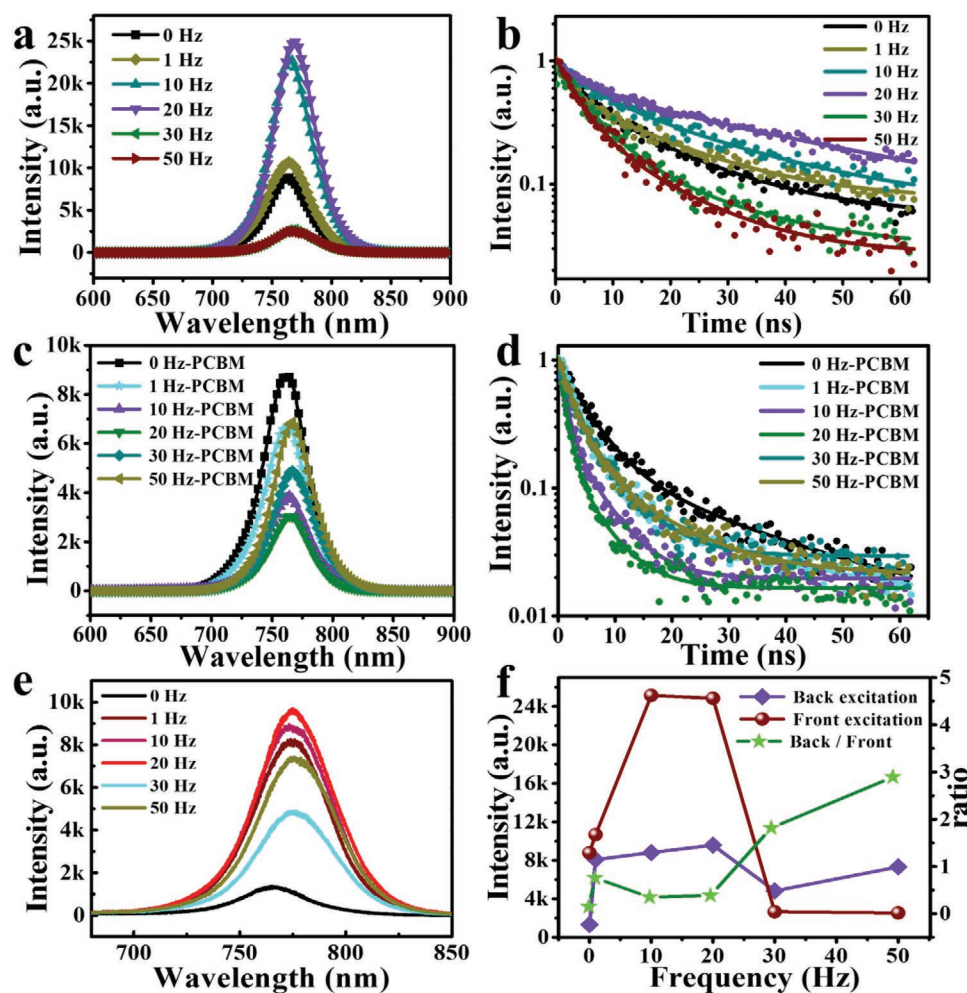 a
0 Hz
1 Hz
10 Hz
20 Hz
30 Hz
50 Hz
25k
20k
15k
10k
5k
0
Intensity (a.u.)
600 650 700 750 800 850 900
Wavelength (nm)
b
0 Hz
1 Hz
10 Hz
20 Hz
30 Hz
50 Hz
1
0.1
Intensity (a.u.)
0 10 20 30 40 50 60
Time (ns)
c
0 Hz-PCBM
1 Hz-PCBM
10 Hz-PCBM
20 Hz-PCBM
30 Hz-PCBM
50 Hz-PCBM
10k
8k
6k
4k
2k
0
Intensity (a.u.)
600 650 700 750 800 850 900
Wavelength (nm)
d
0 Hz-PCBM
1 Hz-PCBM
10 Hz-PCBM
20 Hz-PCBM
30 Hz-PCBM
50 Hz-PCBM
1
0.1
0.01
Intensity (a.u.)
0 10 20 30 40 50 60
Time (ns)
e
0 Hz
1 Hz
10 Hz
20 Hz
30 Hz
50 Hz
10k
8k
6k
4k
2k
0
Intensity (a.u.)
700 750 800 850
Wavelength (nm)
f
Back excitation
Front excitation
Back / Front
24k
20k
16k
12k
8k
4k
0
Intensity (a.u.)
5
4
3
2
1
0
ratio
0 10 20 30 40 50
Frequency (Hz)